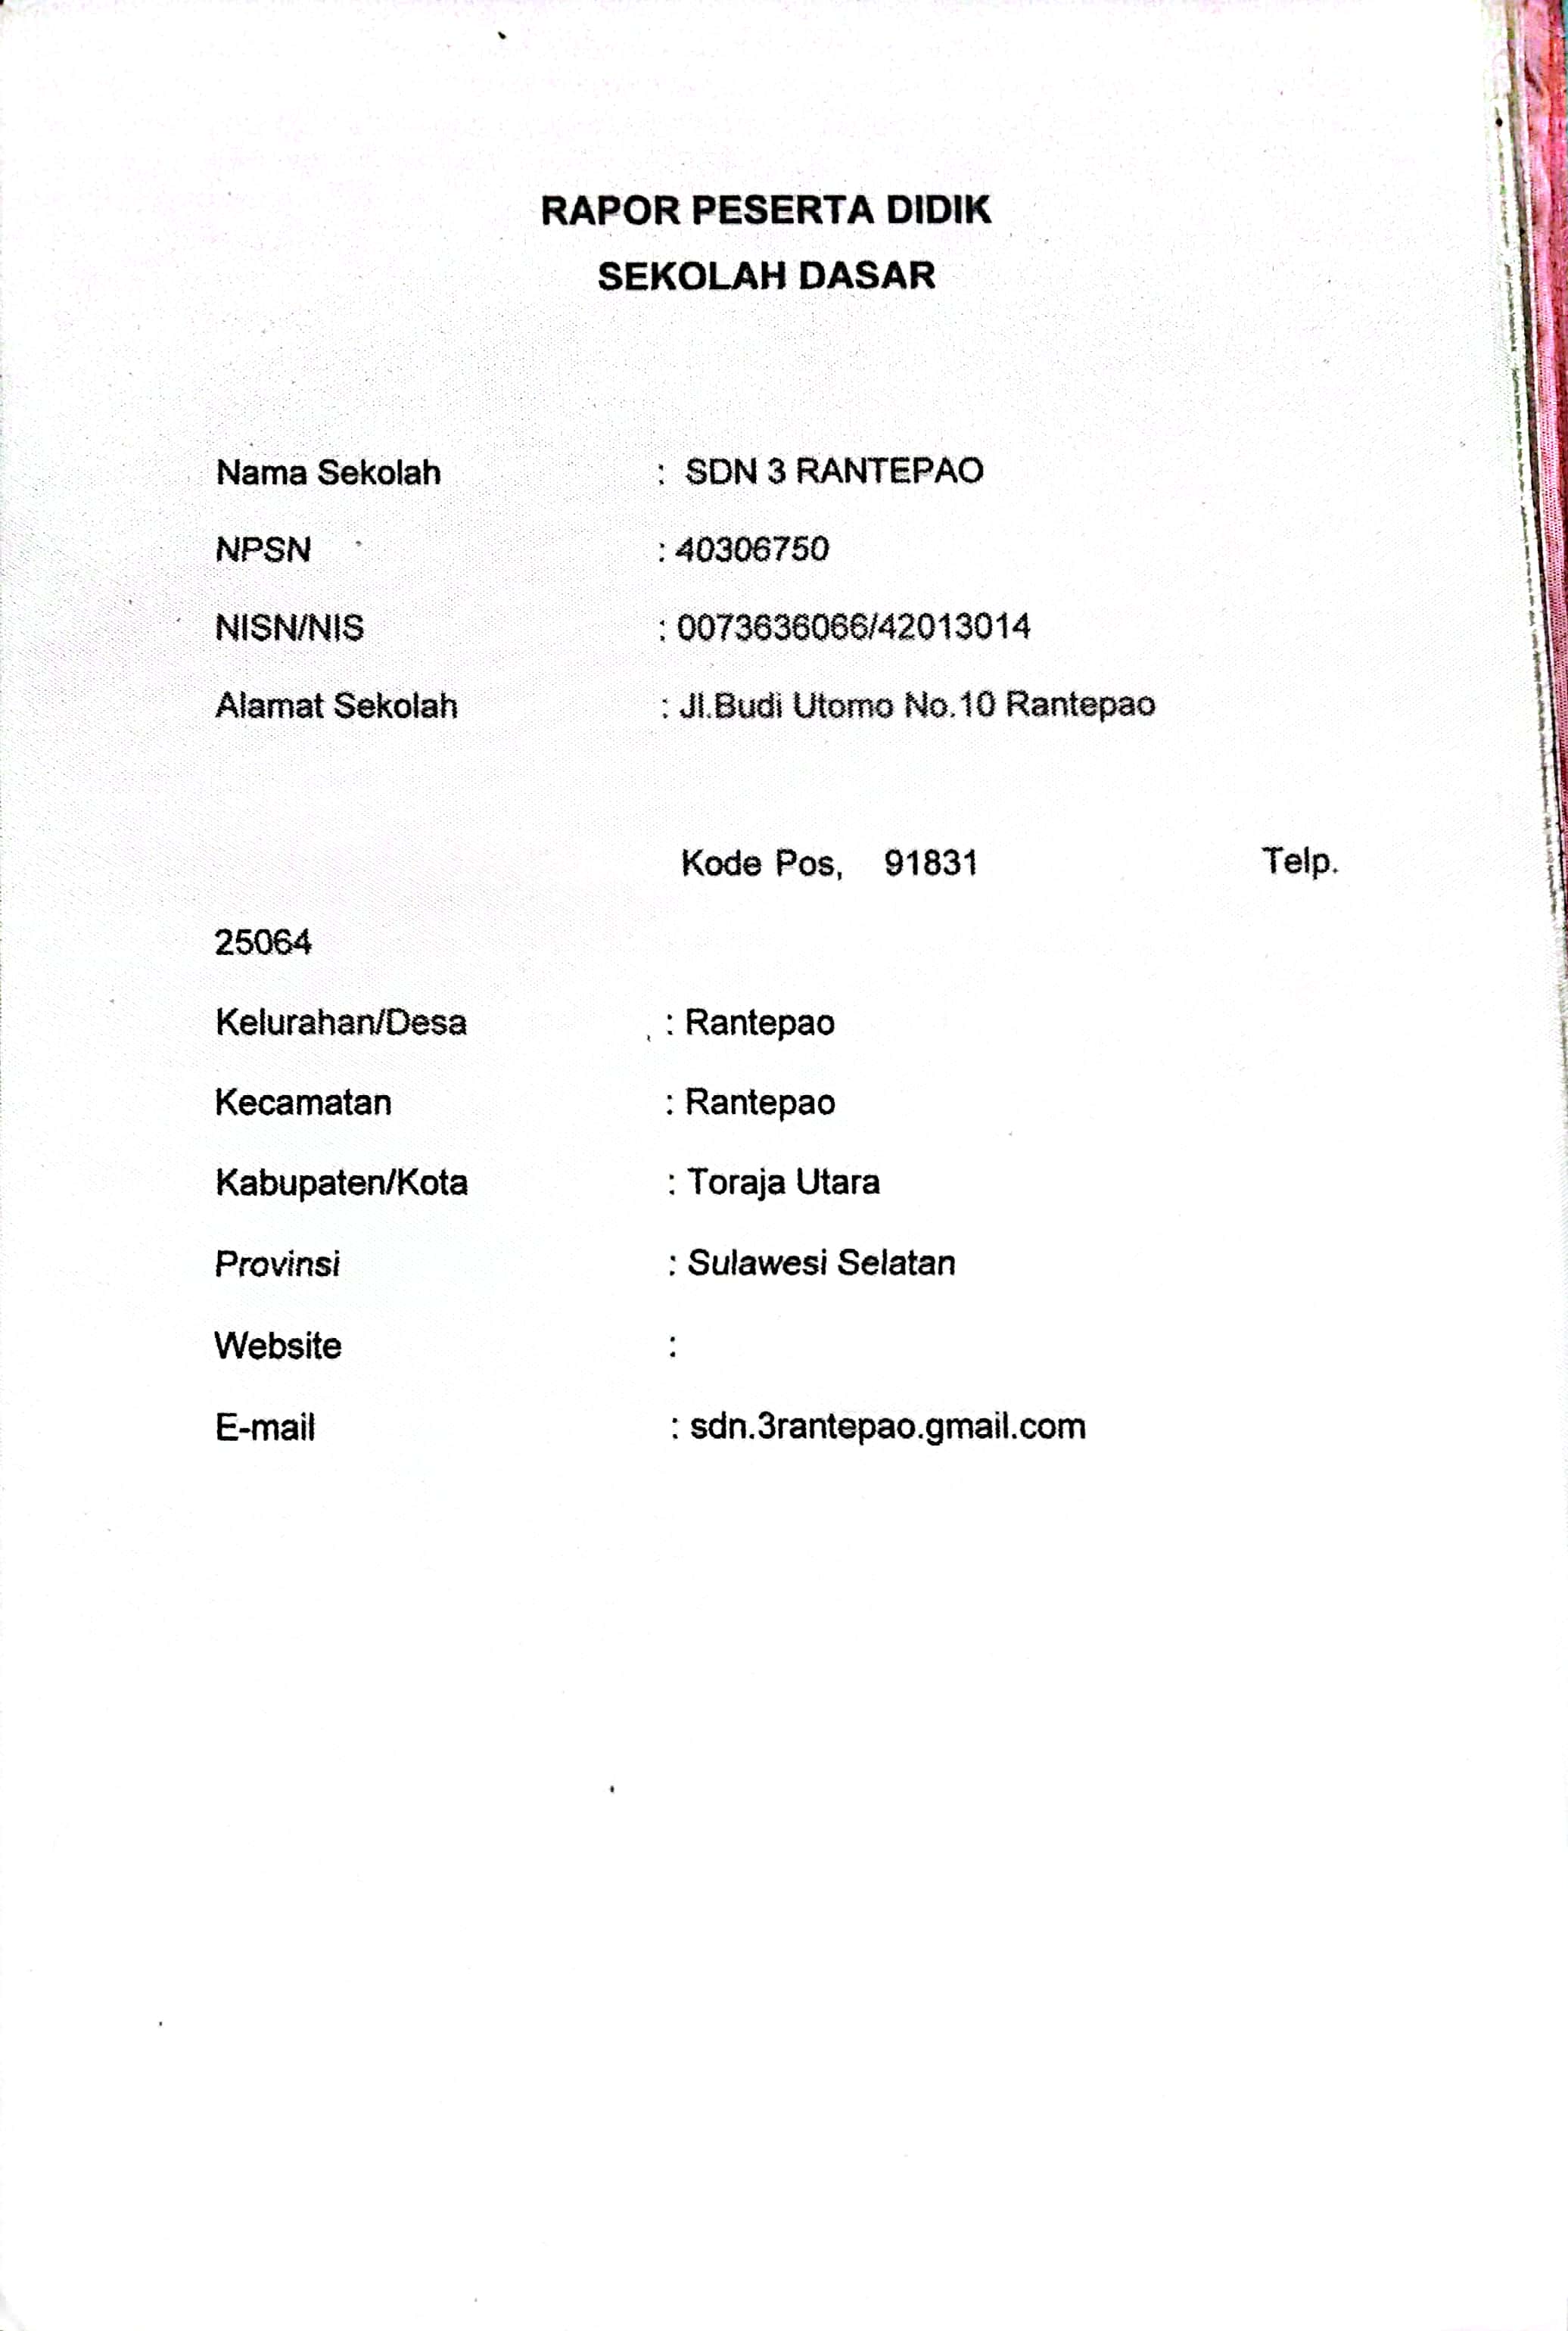 RAPOR PESERTA DIDIK
SEKOLAH DASAR
Nama Sekolah : SDN 3 RANTEPAO
NPSN : 40306750
NISN/NIS : 0073636066/42013014
Alamat Sekolah : Jl.Budi Utomo No.10 Rantepao
Kode Pos, 91831 Telp.
25064
Kelurahan/Desa : Rantepao
Kecamatan : Rantepao
Kabupaten/Kota : Toraja Utara
Provinsi : Sulawesi Selatan
Website :
E-mail : sdn.3rantepao.gmail.com